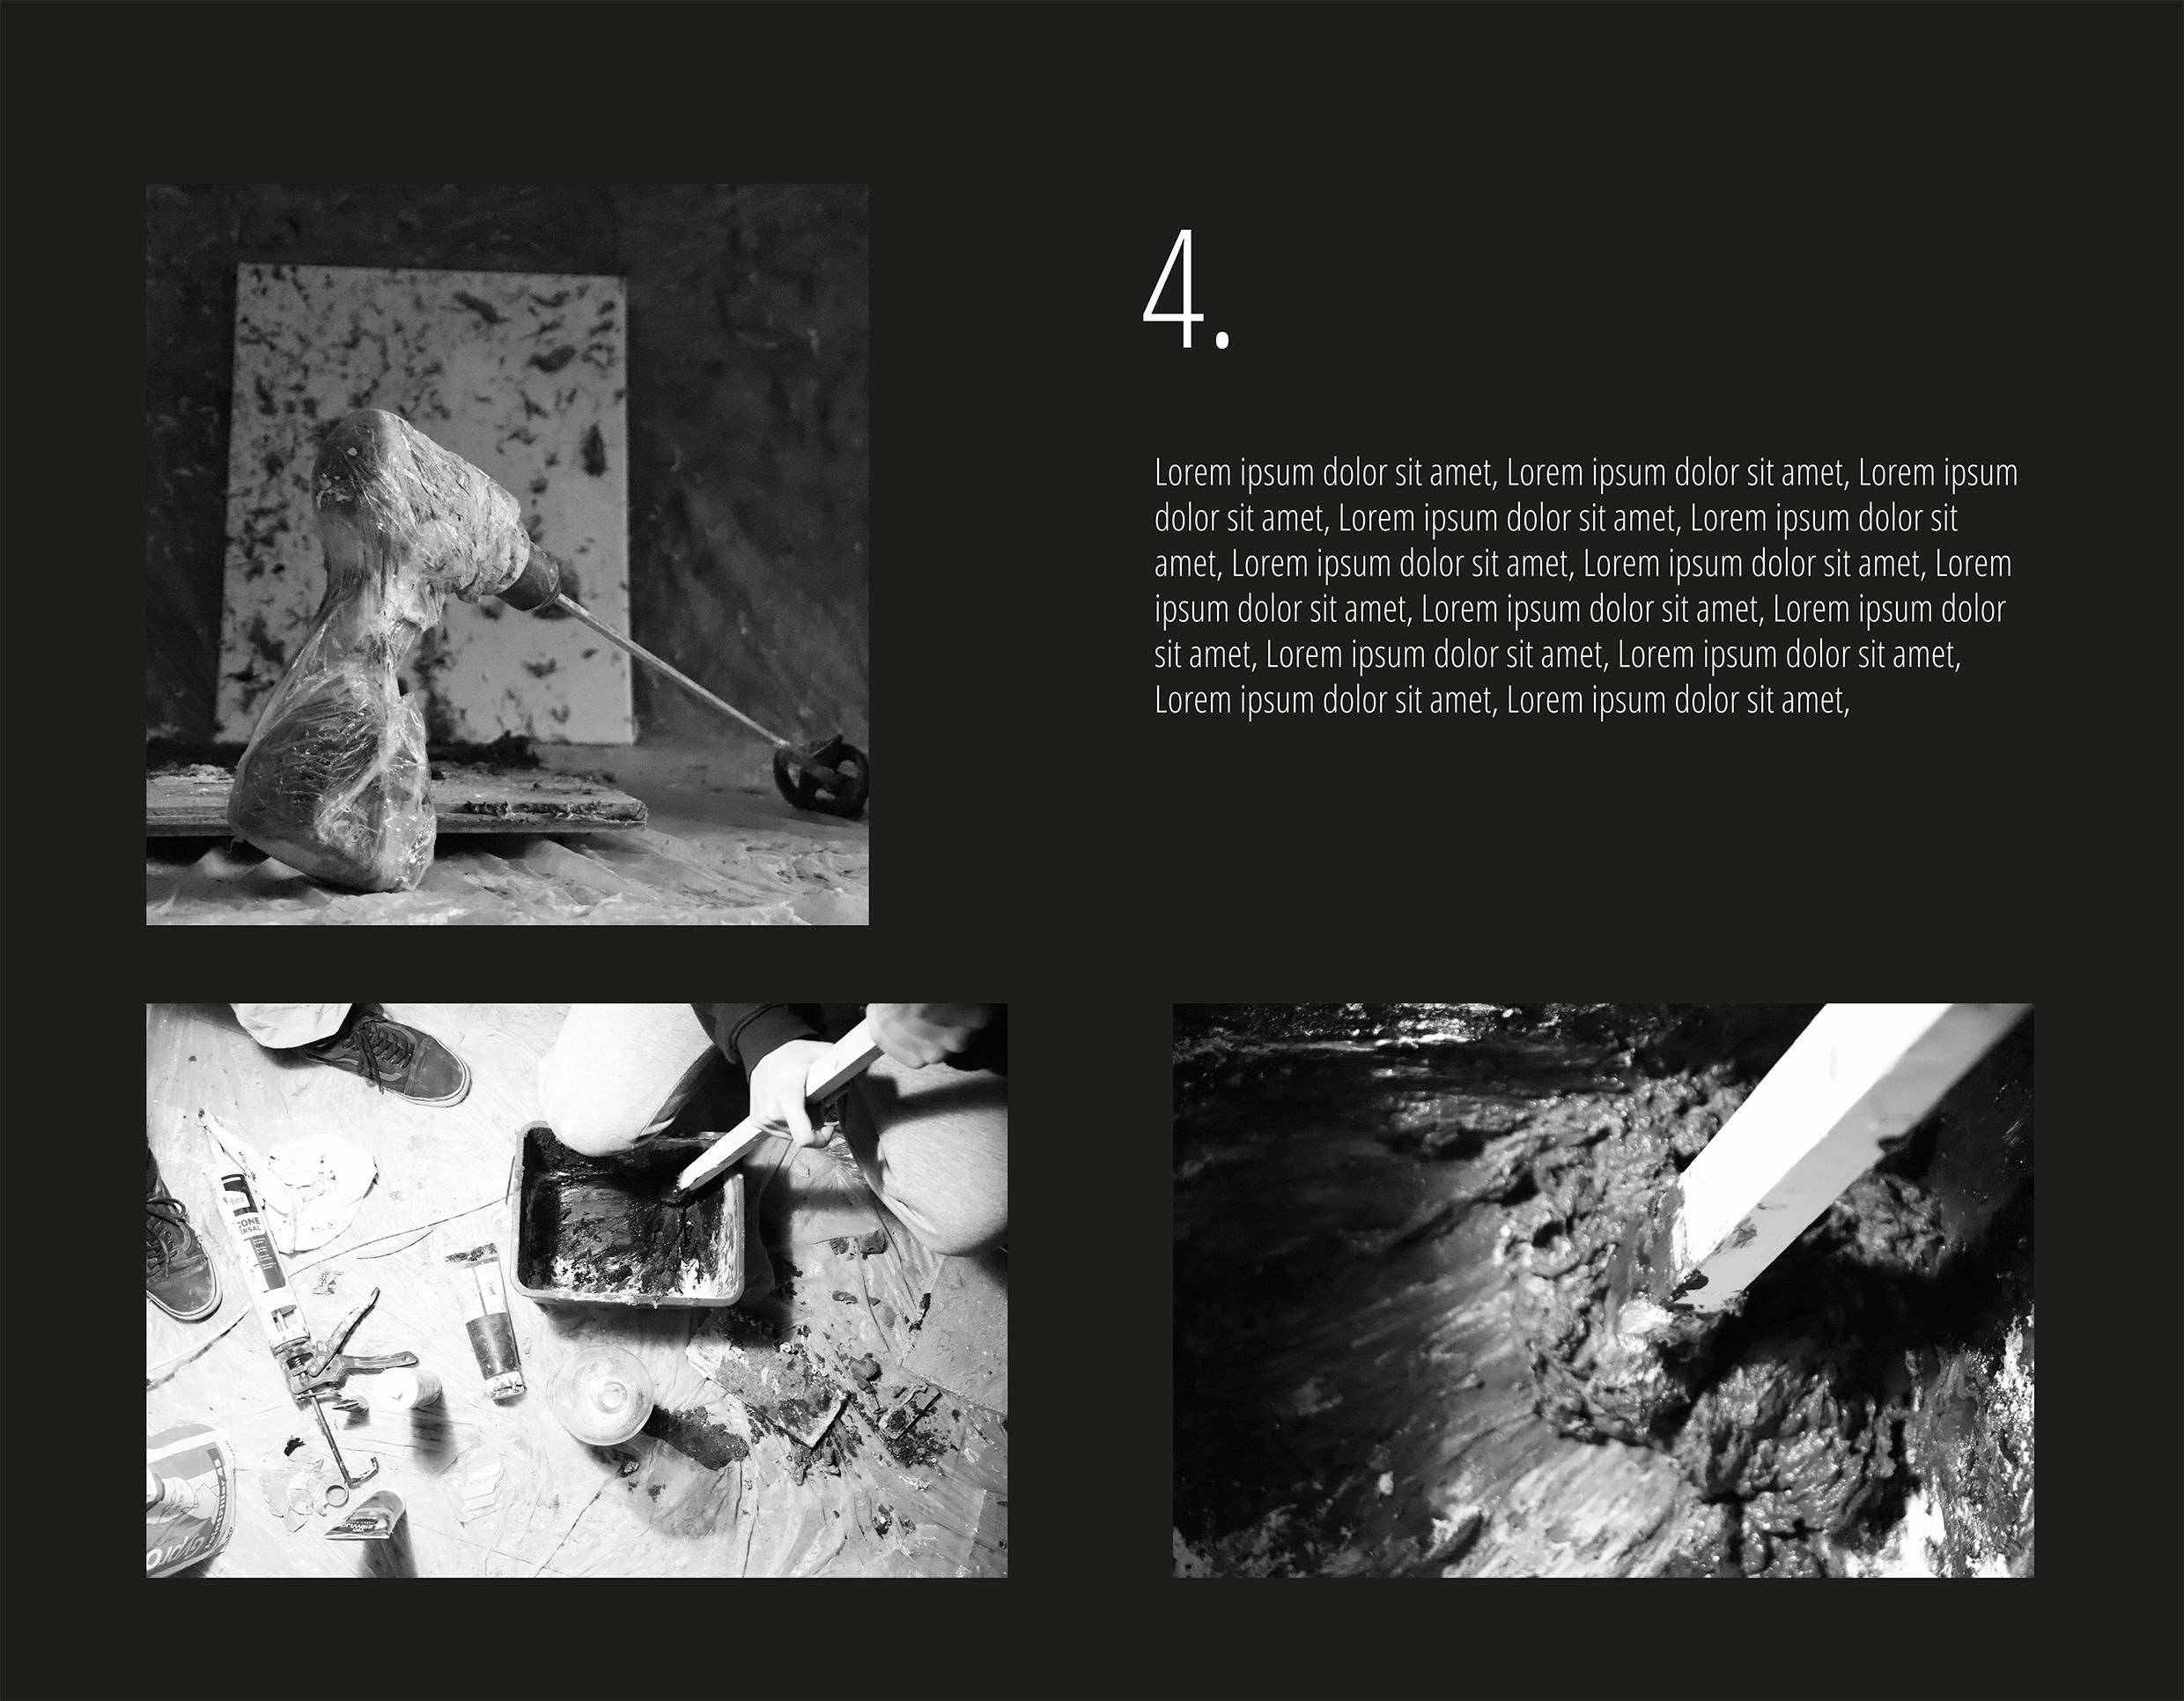 4.
Lorem ipsum dolor sit amet, Lorem ipsum dolor sit amet, Lorem ipsum
dolor sit amet, Lorem ipsum dolor sit amet, Lorem ipsum dolor sit
amet, Lorem ipsum dolor sit amet, Lorem ipsum dolor sit amet, Lorem
ipsum dolor sit amet, Lorem ipsum dolor sit amet, Lorem ipsum dolor
sit amet, Lorem ipsum dolor sit amet, Lorem ipsum dolor sit amet,
Lorem ipsum dolor sit amet, Lorem ipsum dolor sit amet,